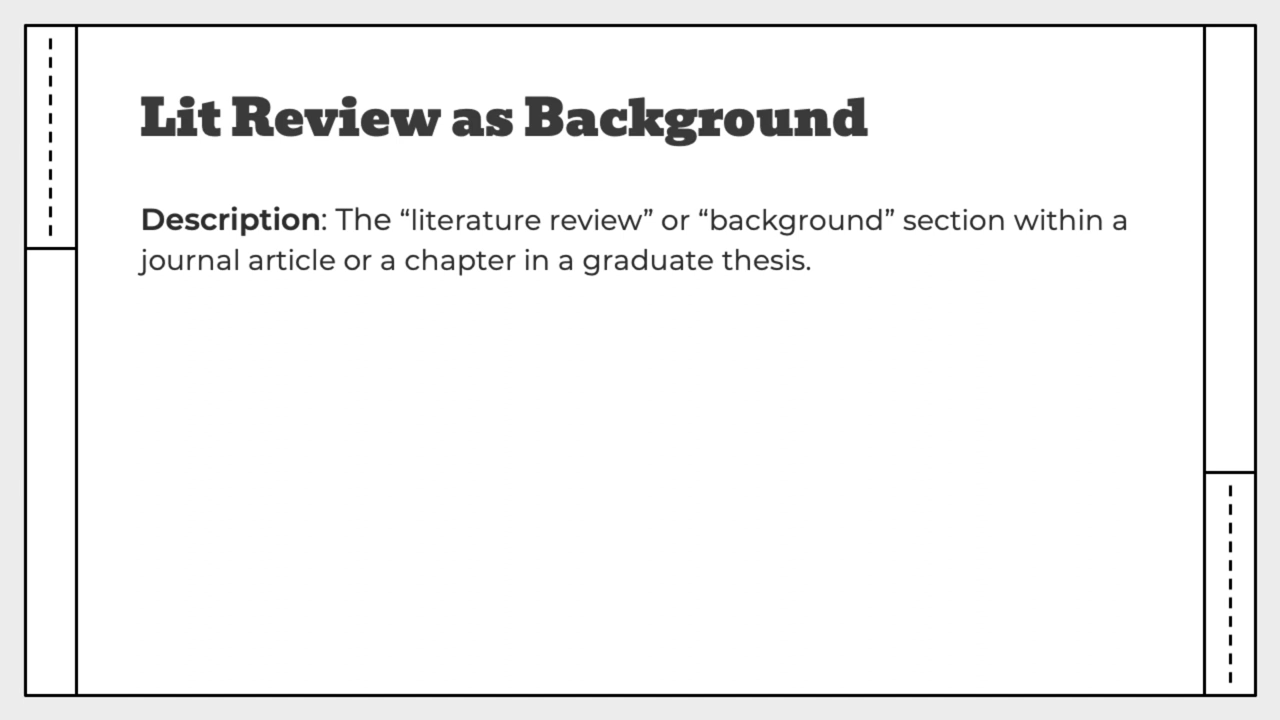 Lit Review as Background
Description: The “literature review” or “background” section within a
journal article or a chapter in a graduate thesis.